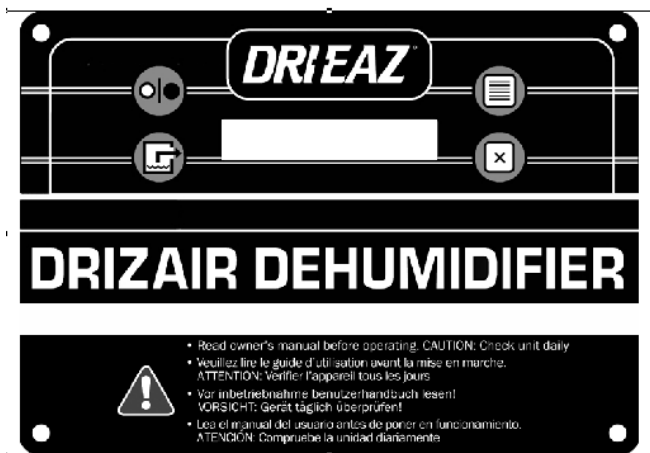 DRIEAZ
DRIZAIR DEHUMIDIFIER
• Read owner's manual before operating. CAUTION: Check unit daily
• Veuillez lire le guide d'utilisation avant la mise en marche.
ATTENTION: Verifier l'appareil tous les jours
• Vor inbetriebnahme benutzerhandbuch lesen!
VORSICHT: Gerät täglich überprüfen!
• Lea el manual del usuario antes de poner en funcionamiento.
ATENCIÓN: Compruebe la unidad diariamente